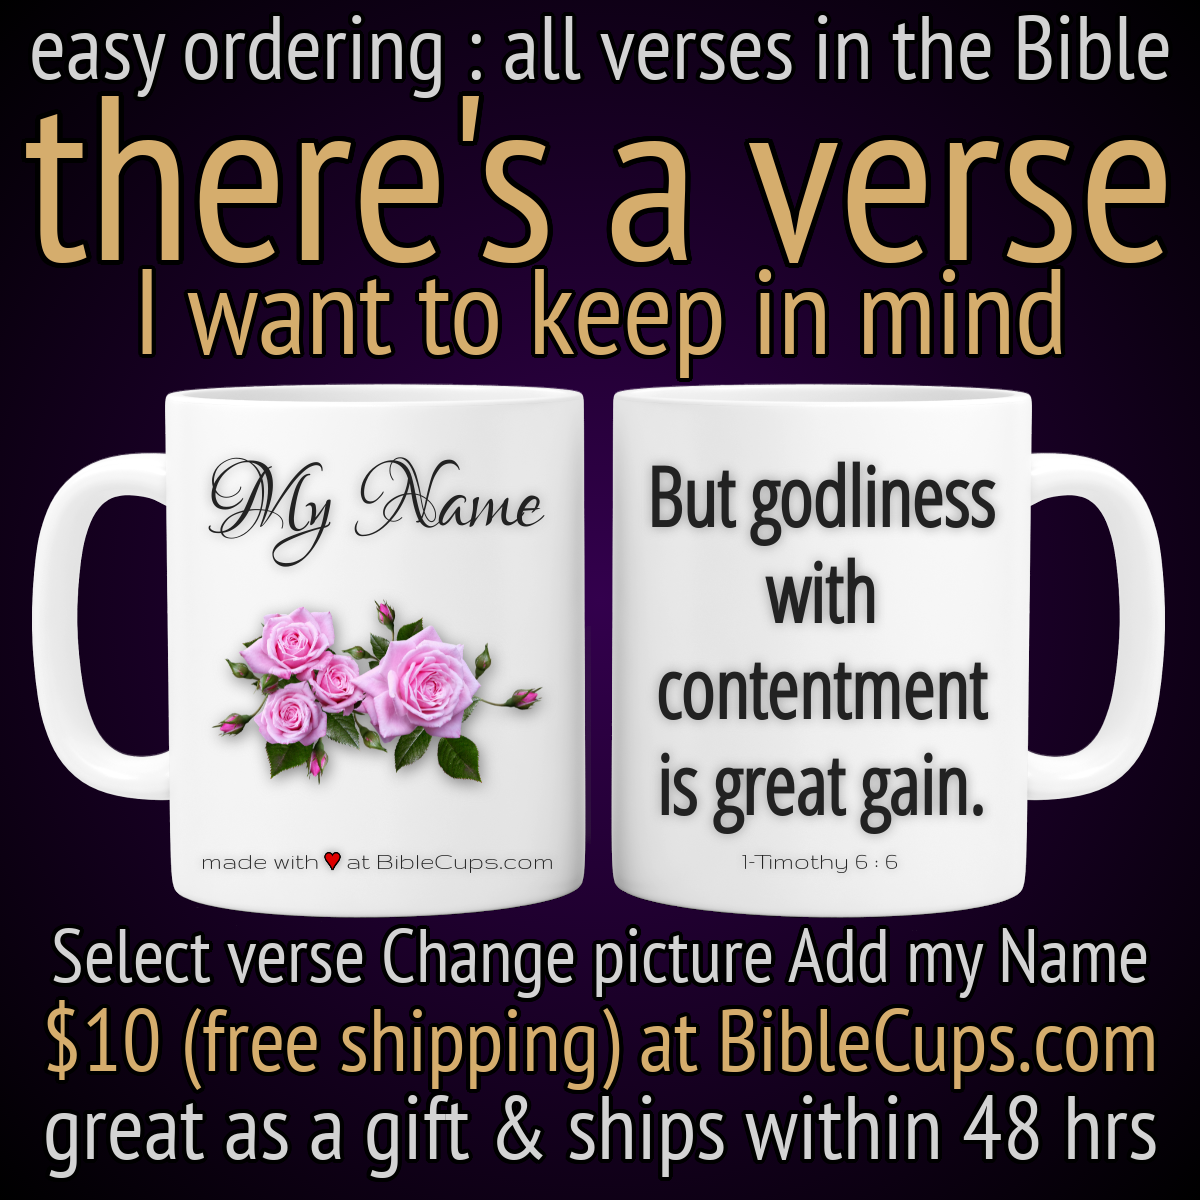 easy ordering : all verses in the Bible
there's a verse
I want to keep in mind
My Name
made with ♥ at BibleCups.com
But godliness
with
contentment
is great gain.
1-Timothy 6 : 6
Select verse Change picture Add my Name
$10 (free shipping) at BibleCups.com
great as a gift & ships within 48 hrs